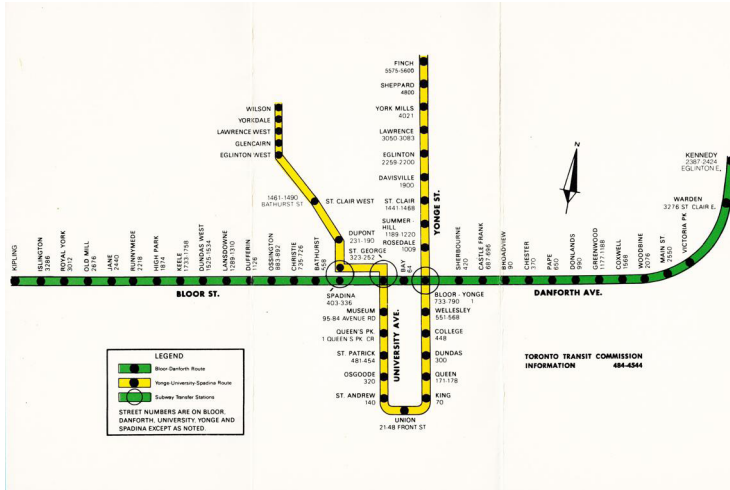 FINCH
5575-5600
SHEPPARD
4800
YORK MILLS
4021
LAWRENCE
3050-3083
EGLINTON
2259-2200
DAVISVILLE
1900
ST. CLAIR
1441-1468
SUMMER-
HILL
1189-1220
ROSEDALE
1009
YONGE ST.
WILSON
YORKDALE
LAWRENCE WEST
GLENCAIRN
EGLINTON WEST
1461-1490
BATHURST ST.
ST. CLAIR WEST
DUPONT
231-190
ST. GEORGE
323-252
N
KENNEDY
2387-2424
EGLINTON E.
WARDEN
3276 ST CLAIR E.
VICTORIA PK
MAIN ST
2550
WOODBINE
2076
COXWELL
1568
GREENWOOD
1177-1188
DONLANDS
990
PAPE
650
CHESTER
370
BROADVIEW
90
CASTLE FRANK
687-696
SHERBOURNE
420
BAY
64
BATHURST
458
CHRISTIE
735-726
OSSINGTON
883-892
DUFFERIN
1126
LANSDOWNE
1289-1310
DUNDAS WEST
1525-1534
KEELE
1733-1758
HIGH PARK
1874
RUNNYMEDE
2218
JANE
2440
OLD MILL
2676
ROYAL YORK
3012
ISLINGTON
3286
KIPLING
BLOOR ST.
DANFORTH AVE.
SPADINA
403-336
BLOOR-YONGE
733-790 1
MUSEUM
95-84 AVENUE RD
QUEEN'S PK.
1 QUEEN S PK CR
ST. PATRICK
481-454
OSGOODE
320
ST. ANDREW
140
UNIVERSITY AVE.
WELLESLEY
551-568
COLLEGE
448
DUNDAS
300
QUEEN
171-178
KING
70
UNION
21-48 FRONT ST
LEGEND
Bloor-Danforth Route
Yonge-University-Spadina Route
Subway Transfer Stations
STREET NUMBERS ARE ON BLOOR,
DANFORTH, UNIVERSITY, YONGE AND
SPADINA EXCEPT AS NOTED.
TORONTO TRANSIT COMMISSION
INFORMATION 484-4544